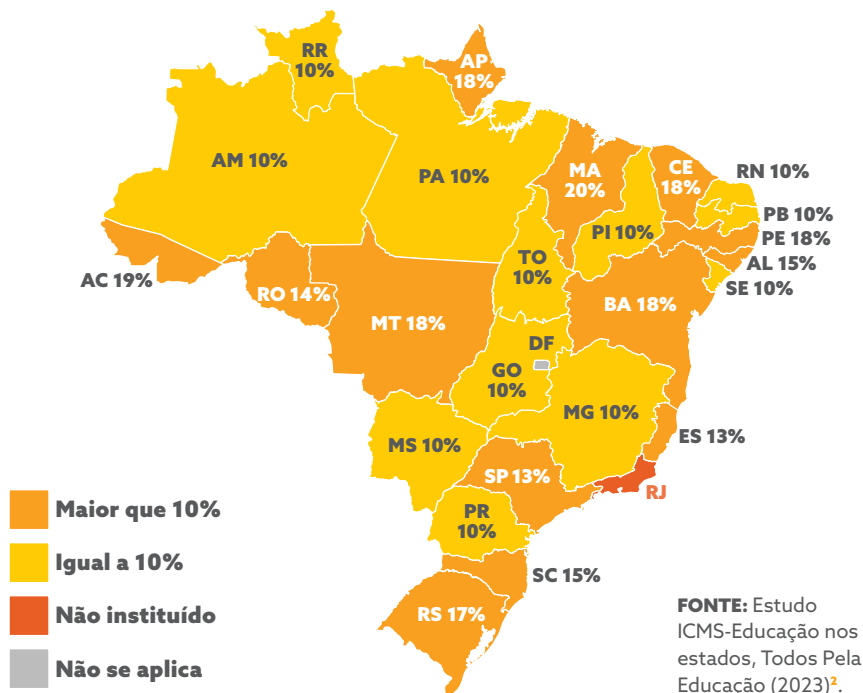 RR
10%
AP
18%
AM 10%
PA 10%
MA
20%
CE
18%
RN 10%
PB 10%
PI 10%
PE 18%
AL 15%
SE 10%
TO
10%
AC 19%
RO 14%
MT 18%
BA 18%
DF
GO
10%
MG 10%
MS 10%
ES 13%
SP 13%
RJ
PR
10%
SC 15%
RS 17%
Maior que 10%
Igual a 10%
Não instituído
Não se aplica
FONTE: Estudo
ICMS-Educação nos
estados, Todos Pela
Educação (2023)².